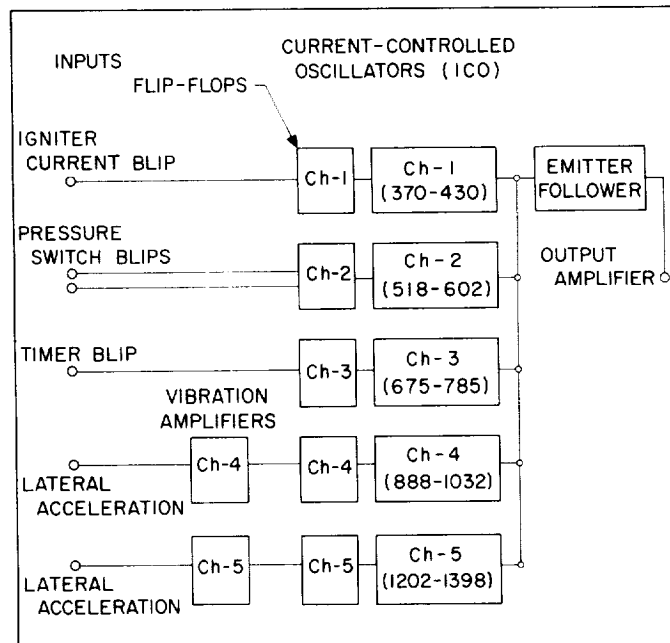 INPUTS
CURRENT-CONTROLLED
OSCILLATORS (ICO)
FLIP-FLOPS
IGNITER
CURRENT BLIP
Ch-1
Ch-1
(370-430)
EMITTER
FOLLOWER
PRESSURE
SWITCH BLIPS
Ch-2
Ch-2
(518-602)
OUTPUT
AMPLIFIER
TIMER BLIP
Ch-3
Ch-3
(675-785)
VIBRATION
AMPLIFIERS
Ch-4
Ch-4
Ch-4
(888-1032)
LATERAL
ACCELERATION
Ch-5
Ch-5
Ch-5
(1202-1398)
LATERAL
ACCELERATION